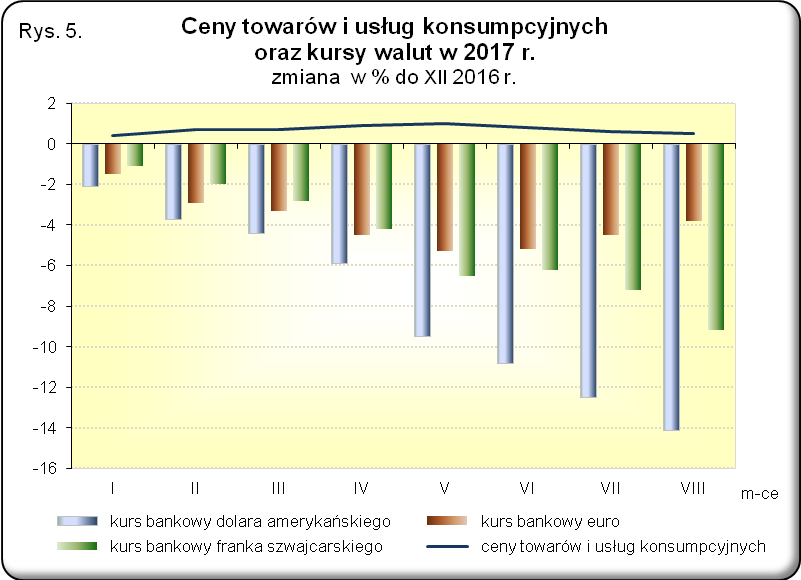 Rys. 5.
Ceny towarów i usług konsumpcyjnych
oraz kursy walut w 2017 r.
zmiana w % do XII 2016 r.
2
0
-2
-4
-6
-8
-10
-12
-14
-16
I II III IV V VI VII VIII
m-ce
kurs bankowy dolara amerykańskiego kurs bankowy euro
kurs bankowy franka szwajcarskiego ceny towarów i usług konsumpcyjnych